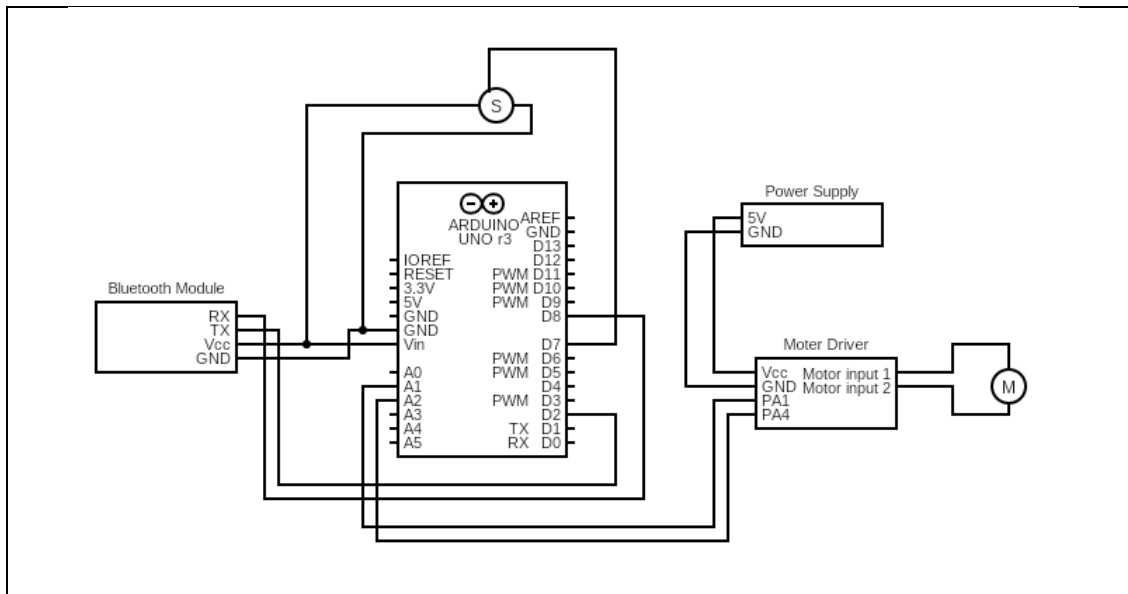 S
Power Supply
5V
GND
ARDUINO
UNO r3
AREF
GND
D13
D12
PWM D11
PWM D10
PWM D9
D8
D7
PWM D6
PWM D5
D4
PWM D3
D2
TX D1
RX D0
IOREF
RESET
3.3V
5V
GND
GND
Vin
A0
A1
A2
A3
A4
A5
Bluetooth Module
RX
TX
Vcc
GND
Moter Driver
Vcc
GND
PA1
PA4
Motor input 1
Motor input 2
M